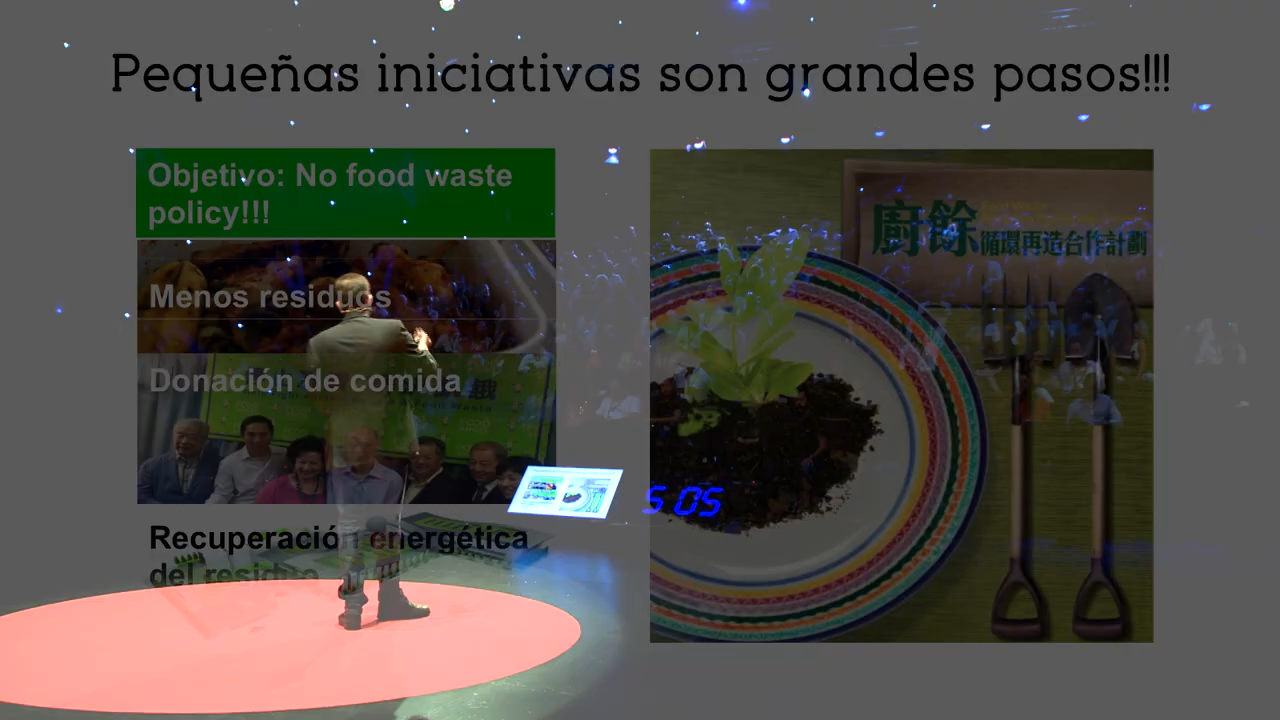 Pequeñas iniciativas son grandes pasos!!!
Objetivo: No food waste
policy!!!
Menos residuos
Donación de comida
Recuperación energética
del residuo
廚餘
循環再造合作計劃
5 05